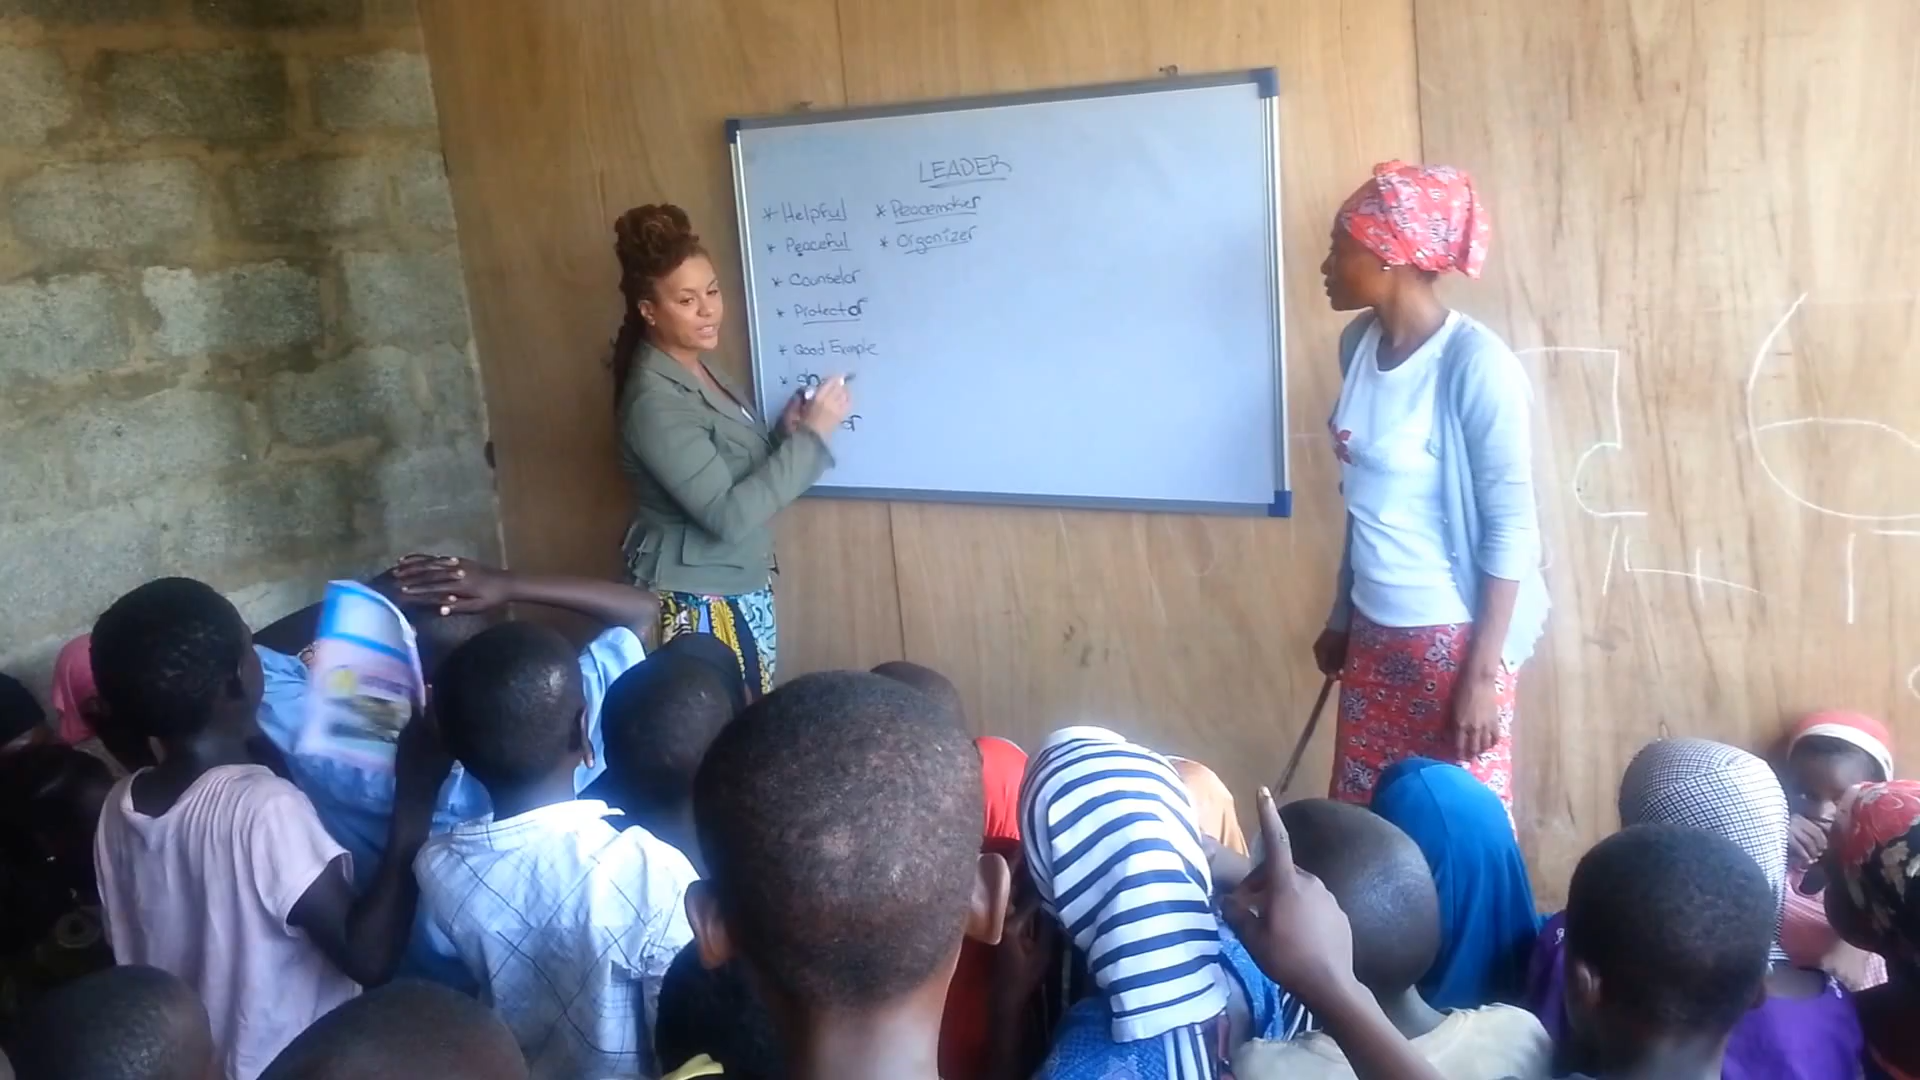 LEADER
* Helpful
* Peaceful
* Counselor
* Protector
* Good Example
* Peacemaker
* Organizer